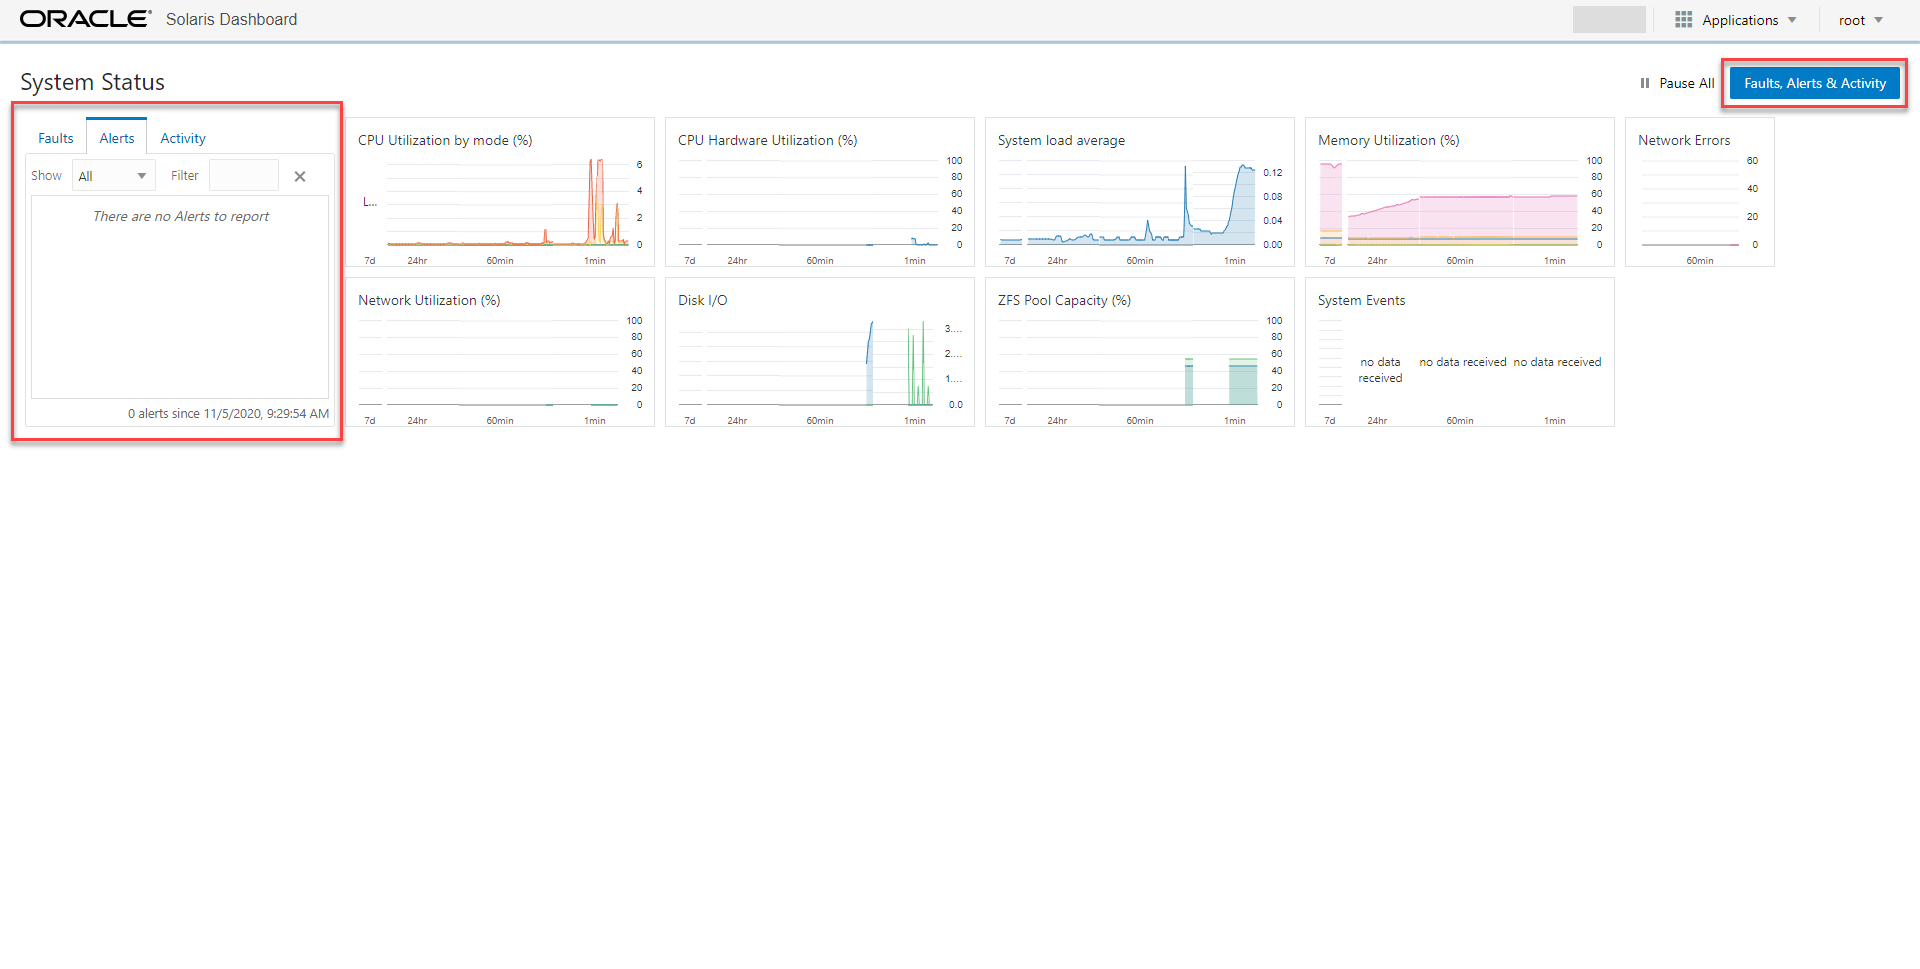 ORACLE® Solaris Dashboard
Applications
root
System Status
Pause All
Faults, Alerts & Activity
Faults Alerts Activity
Show All Filter
There are no Alerts to report
0 alerts since 11/5/2020, 9:29:54 AM
CPU Utilization by mode (%)
L...
6
4
2
0
7d 24hr 60min 1min
CPU Hardware Utilization (%)
100
80
60
40
20
0
7d 24hr 60min 1min
System load average
0.12
0.08
0.04
0.00
7d 24hr 60min 1min
Memory Utilization (%)
100
80
60
40
20
0
7d 24hr 60min 1min
Network Errors
60
40
20
0
60min
Network Utilization (%)
100
80
60
40
20
0
7d 24hr 60min 1min
Disk I/O
3....
2....
1....
0.0
7d 24hr 60min 1min
ZFS Pool Capacity (%)
100
80
60
40
20
0
7d 24hr 60min 1min
System Events
no data received
no data received
no data received
7d 24hr 60min 1min